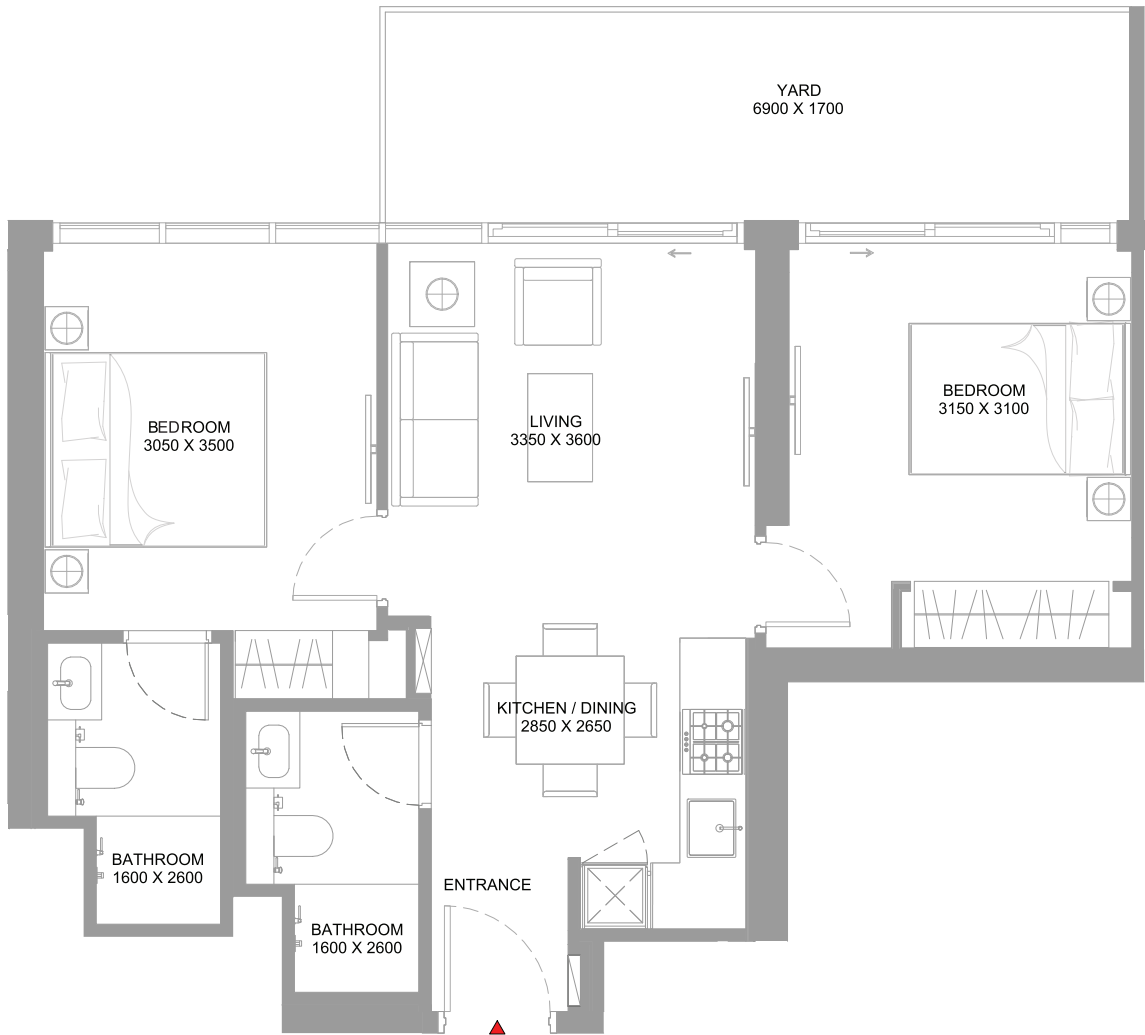 YARD
6900 X 1700
BEDROOM
3150 X 3100
LIVING
3350 X 3600
BEDROOM
3050 X 3500
KITCHEN / DINING
2850 X 2650
BATHROOM
1600 X 2600
ENTRANCE
BATHROOM
1600 X 2600